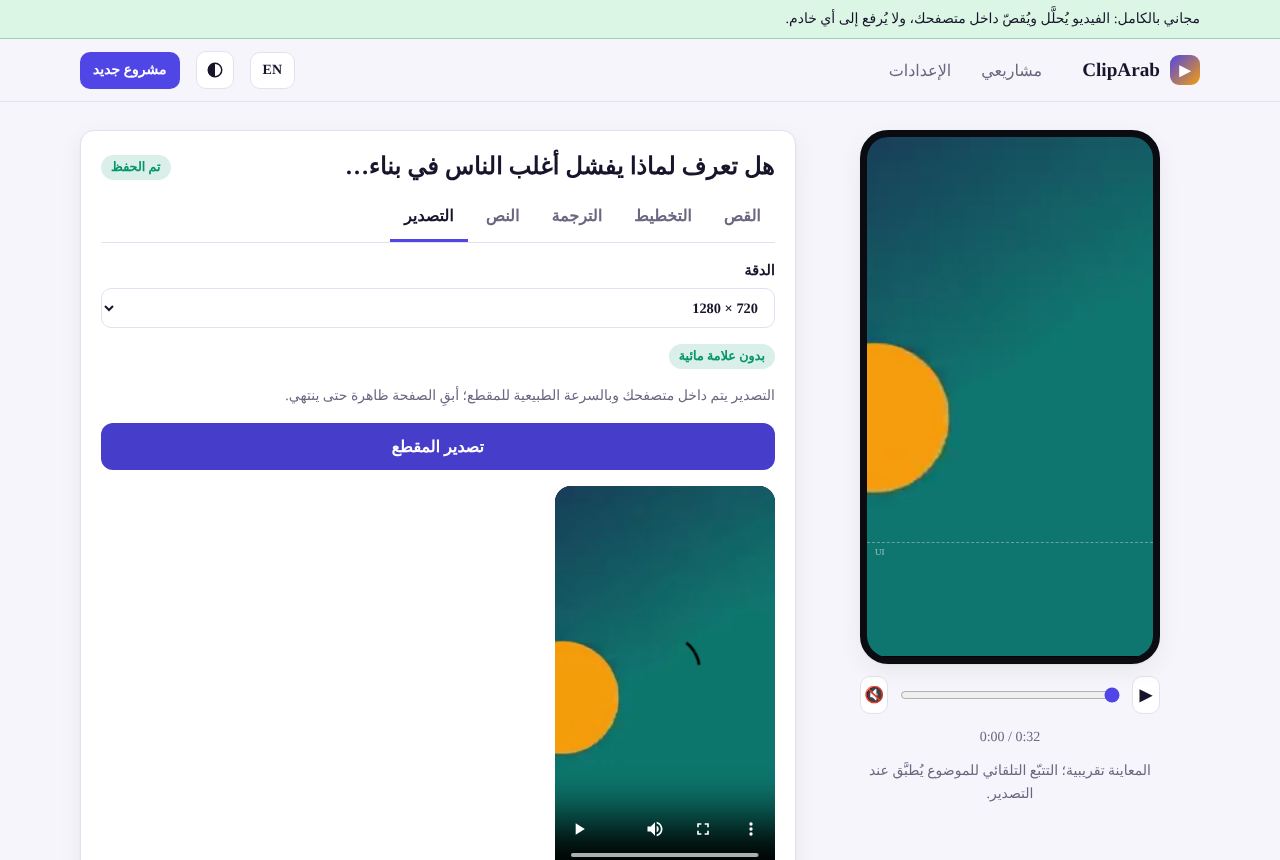 مجاني بالكامل: الفيديو يُحلَّل ويُقصّ داخل متصفحك، ولا يُرفع إلى أي خادم.
ClipArab
مشاريعي
الإعدادات
EN
مشروع جديد
هل تعرف لماذا يفشل أغلب الناس في بناء…
تم الحفظ
القص
التخطيط
الترجمة
النص
التصدير
الدقة
720 × 1280
بدون علامة مائية
التصدير يتم داخل متصفحك وبالسرعة الطبيعية للمقطع؛ أبقِ الصفحة ظاهرة حتى ينتهي.
تصدير المقطع
UI
0:00 / 0:32
المعاينة تقريبية؛ التتبّع التلقائي للموضوع يُطبَّق عند
التصدير.